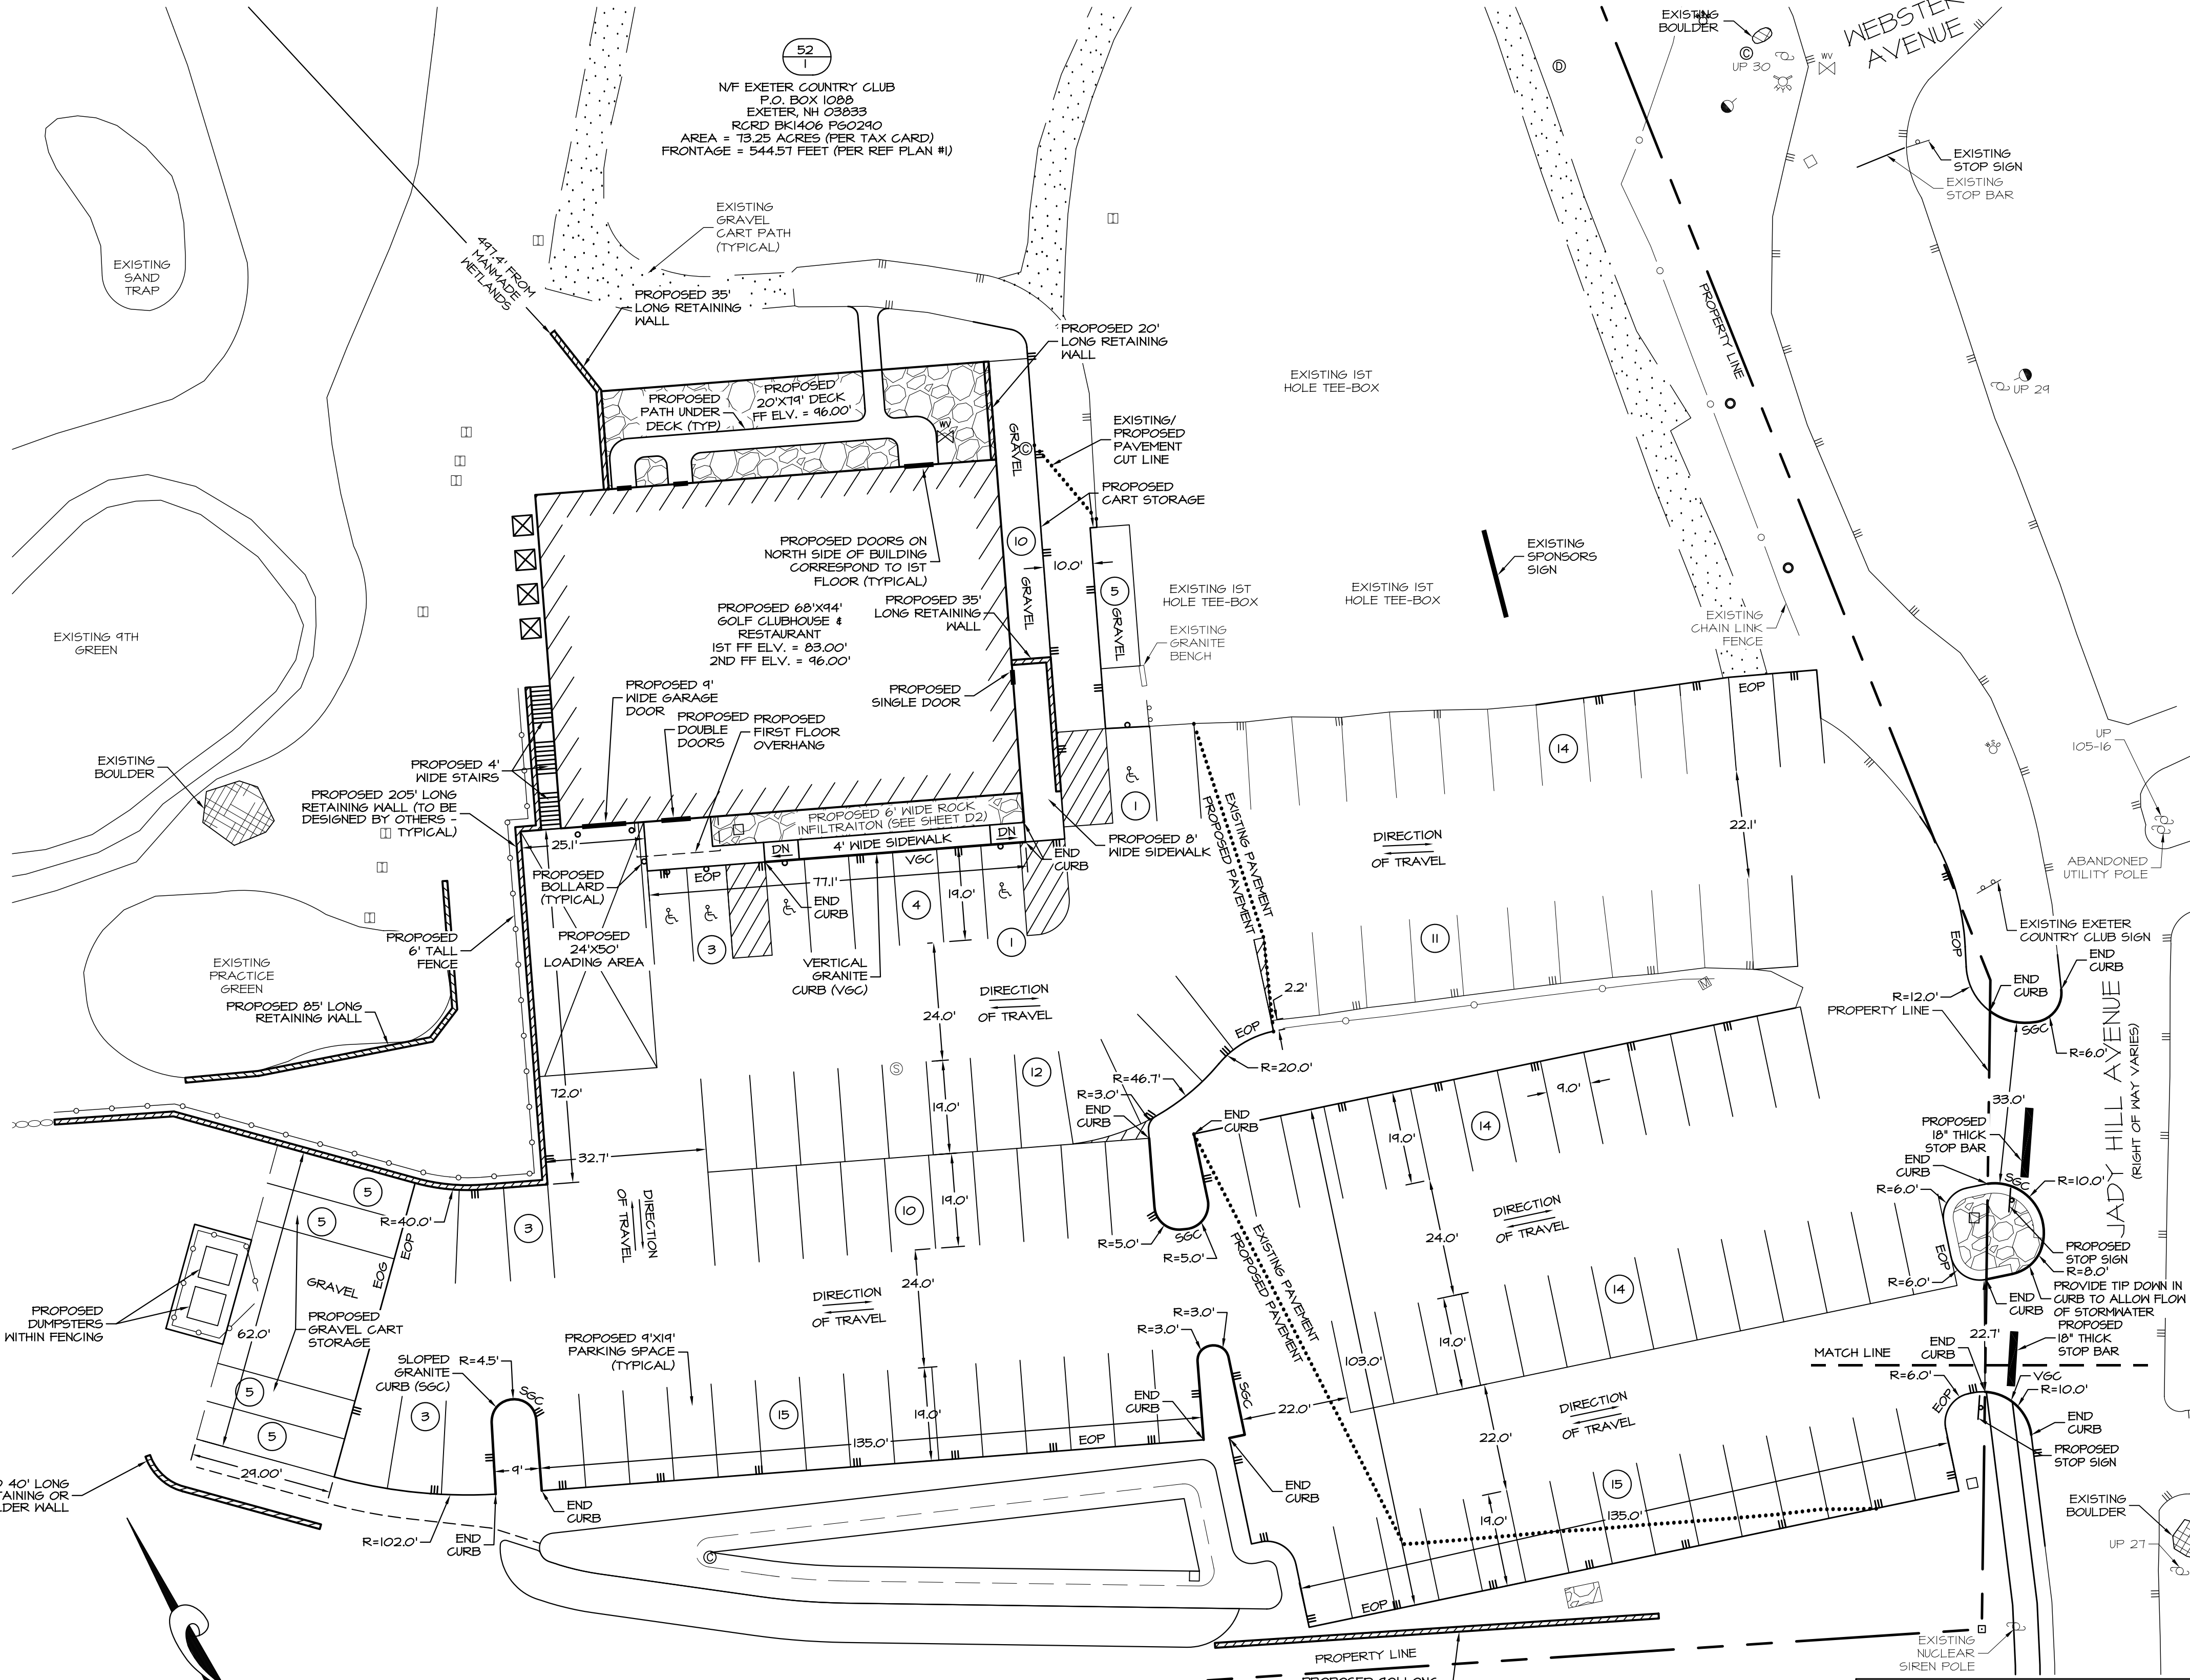 52
1
N/F EXETER COUNTRY CLUB
P.O. BOX 1088
EXETER, NH 03833
RCRD BK1406 PG0290
AREA = 73.25 ACRES (PER TAX CARD)
FRONTAGE = 544.57 FEET (PER REF PLAN #1)
EXISTING
BOULDER
UP 30
WV
WEBSTER
AVENUE
EXISTING
STOP SIGN
EXISTING
STOP BAR
EXISTING
SAND
TRAP
497.4' FROM
MANMADE
WETLANDS
EXISTING
GRAVEL
CART PATH
(TYPICAL)
PROPOSED 35'
LONG RETAINING
WALL
PROPOSED 20'
LONG RETAINING
WALL
EXISTING 1ST
HOLE TEE-BOX
PROPERTY LINE
UP 29
PROPOSED
PATH UNDER
DECK (TYP)
PROPOSED
20'X79' DECK
FF ELV. = 96.00'
WV
GRAVEL
EXISTING/
PROPOSED
PAVEMENT
CUT LINE
PROPOSED
CART STORAGE
PROPOSED DOORS ON
NORTH SIDE OF BUILDING
CORRESPOND TO 1ST
FLOOR (TYPICAL)
10
10.0'
5
GRAVEL
GRAVEL
EXISTING 1ST
HOLE TEE-BOX
EXISTING 1ST
HOLE TEE-BOX
EXISTING
SPONSORS
SIGN
EXISTING
CHAIN LINK
FENCE
EXISTING
GRANITE
BENCH
PROPOSED 35'
LONG RETAINING
WALL
PROPOSED 68'X94'
GOLF CLUBHOUSE &
RESTAURANT
1ST FF ELV. = 83.00'
2ND FF ELV. = 96.00'
EXISTING 9TH
GREEN
PROPOSED 9'
WIDE GARAGE
DOOR
PROPOSED
DOUBLE
DOORS
PROPOSED
FIRST FLOOR
OVERHANG
PROPOSED
SINGLE DOOR
EOP
14
UP
105-16
EXISTING
BOULDER
PROPOSED 4'
WIDE STAIRS
PROPOSED 205' LONG
RETAINING WALL (TO BE
DESIGNED BY OTHERS -
TYPICAL)
1
EXISTING PAVEMENT
PROPOSED PAVEMENT
PROPOSED 6' WIDE ROCK
INFILTRAITON (SEE SHEET D2)
DN
4' WIDE SIDEWALK
DN
VGC
END
CURB
PROPOSED 8'
WIDE SIDEWALK
DIRECTION
OF TRAVEL
22.1'
ABANDONED
UTILITY POLE
25.1'
EOP
77.1'
PROPOSED
BOLLARD
(TYPICAL)
END
CURB
4
19.0'
PROPOSED
24'X50'
LOADING AREA
3
1
11
PROPOSED
6' TALL
FENCE
EXISTING
PRACTICE
GREEN
PROPOSED 85' LONG
RETAINING WALL
VERTICAL
GRANITE
CURB (VGC)
DIRECTION
OF TRAVEL
24.0'
2.2'
EOP
R=20.0'
EXISTING EXETER
COUNTRY CLUB SIGN
EOP
END
CURB
END
CURB
R=12.0'
PROPERTY LINE
SGC
R=6.0'
JADY HILL AVENUE
(RIGHT OF WAY VARIES)
S
12
R=46.7'
R=3.0'
END
CURB
END
CURB
72.0'
19.0'
32.7'
9.0'
14
19.0'
33.0'
PROPOSED
18" THICK
STOP BAR
END
CURB
SGC
R=10.0'
R=6.0'
5
5
R=40.0'
EOP
EOG
3
DIRECTION
OF TRAVEL
10
19.0'
R=5.0'
SGC
R=5.0'
EXISTING PAVEMENT
PROPOSED PAVEMENT
DIRECTION
OF TRAVEL
24.0'
EOP
PROPOSED
STOP SIGN
R=8.0'
R=6.0'
PROVIDE TIP DOWN IN
CURB TO ALLOW FLOW
OF STORMWATER
END
CURB
GRAVEL
PROPOSED
GRAVEL CART
STORAGE
62.0'
PROPOSED
DUMPSTERS
WITHIN FENCING
DIRECTION
OF TRAVEL
24.0'
14
19.0'
22.7'
PROPOSED
18" THICK
STOP BAR
END
CURB
MATCH LINE
R=3.0'
R=3.0'
PROPOSED 9'X19'
PARKING SPACE
(TYPICAL)
SLOPED
GRANITE
CURB (SGC)
R=4.5'
SGC
5
3
5
15
19.0'
END
CURB
SGC
22.0'
103.0'
DIRECTION
OF TRAVEL
22.0'
R=6.0'
EOP
VGC
R=10.0'
END
CURB
PROPOSED
STOP SIGN
135.0'
EOP
9'
29.00'
40' LONG
END
CURB
R=102.0'
END
CURB
END
CURB
15
135.0'
19.0'
EOP
EXISTING
BOULDER
UP 27
PROPERTY LINE
EXISTING
NUCLEAR
SIREN POLE